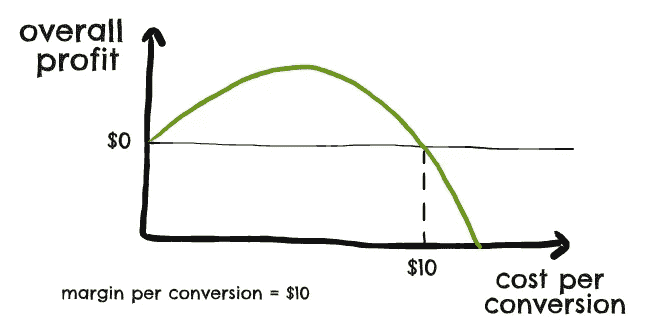 overall
profit
$0
$10
cost per
conversion
margin per conversion = $10